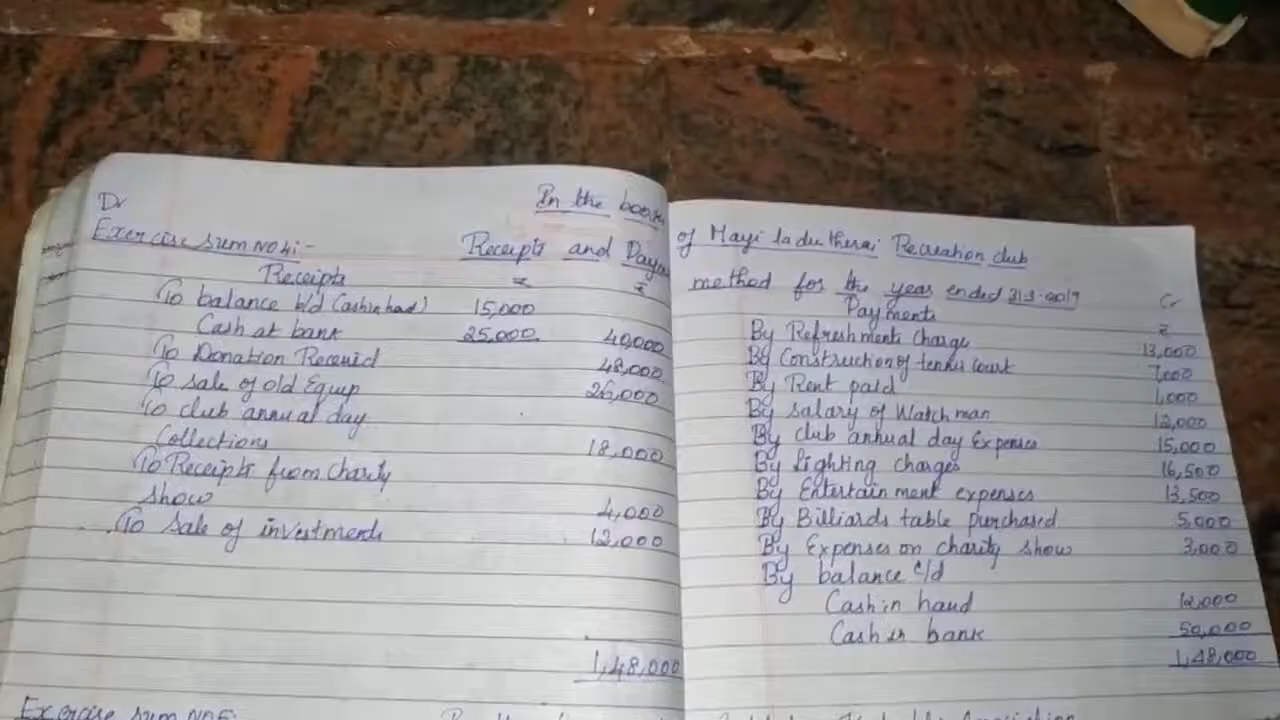 Dr
In the books of Mayiladutherai Recreation club
Exercise sum No 4:-
Receipts and Payment method for the year ended 31-3-2019
Cr
Receipts ₹ ₹
To balance b/d (Cash in hand) 15,000
Cash at bank 25,000 40,000
To Donation Received 48,000
To sale of old Equip 26,000
To club annual day
Collections 18,000
To Receipts from Charity
show 4,000
To sale of investments 12,000
1,48,000
Payments ₹
By Refreshments Charge 13,000
By Construction of tennis court 7,000
By Rent paid 1,000
By salary of Watchman 12,000
By club annual day Expenses 15,000
By Lighting charges 16,500
By Entertainment expenses 13,500
By Billiards table purchased 5,000
By Expenses on charity show 3,000
By balance c/d
Cash in hand 12,000
Cash in bank 50,000
1,48,000
Exercise sum No 5: